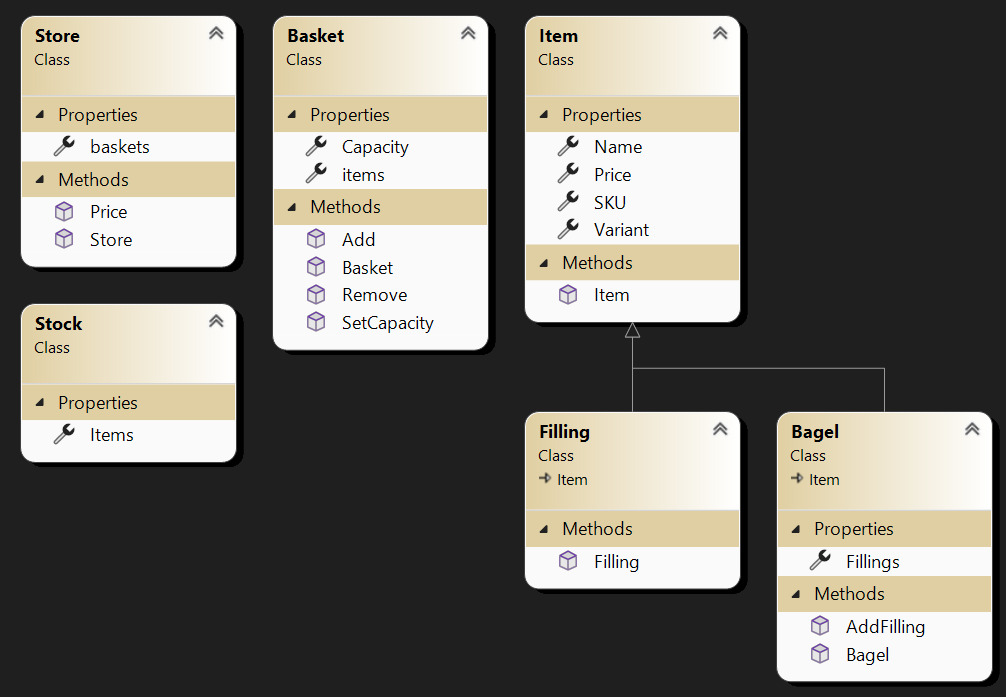 Store
Class
Properties
baskets
Methods
Price
Store
Basket
Class
Properties
Capacity
items
Methods
Add
Basket
Remove
SetCapacity
Item
Class
Properties
Name
Price
SKU
Variant
Methods
Item
Stock
Class
Properties
Items
Filling
Class
Item
Methods
Filling
Bagel
Class
Item
Properties
Fillings
Methods
AddFilling
Bagel